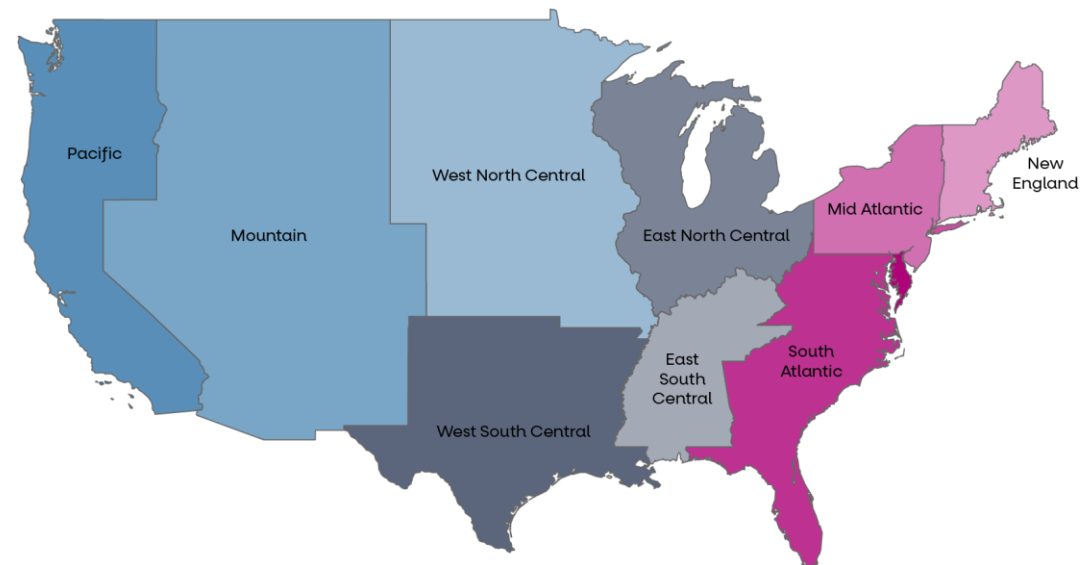 Pacific
Mountain
West North Central
East North Central
Mid Atlantic
New
England
West South Central
East
South
Central
South
Atlantic